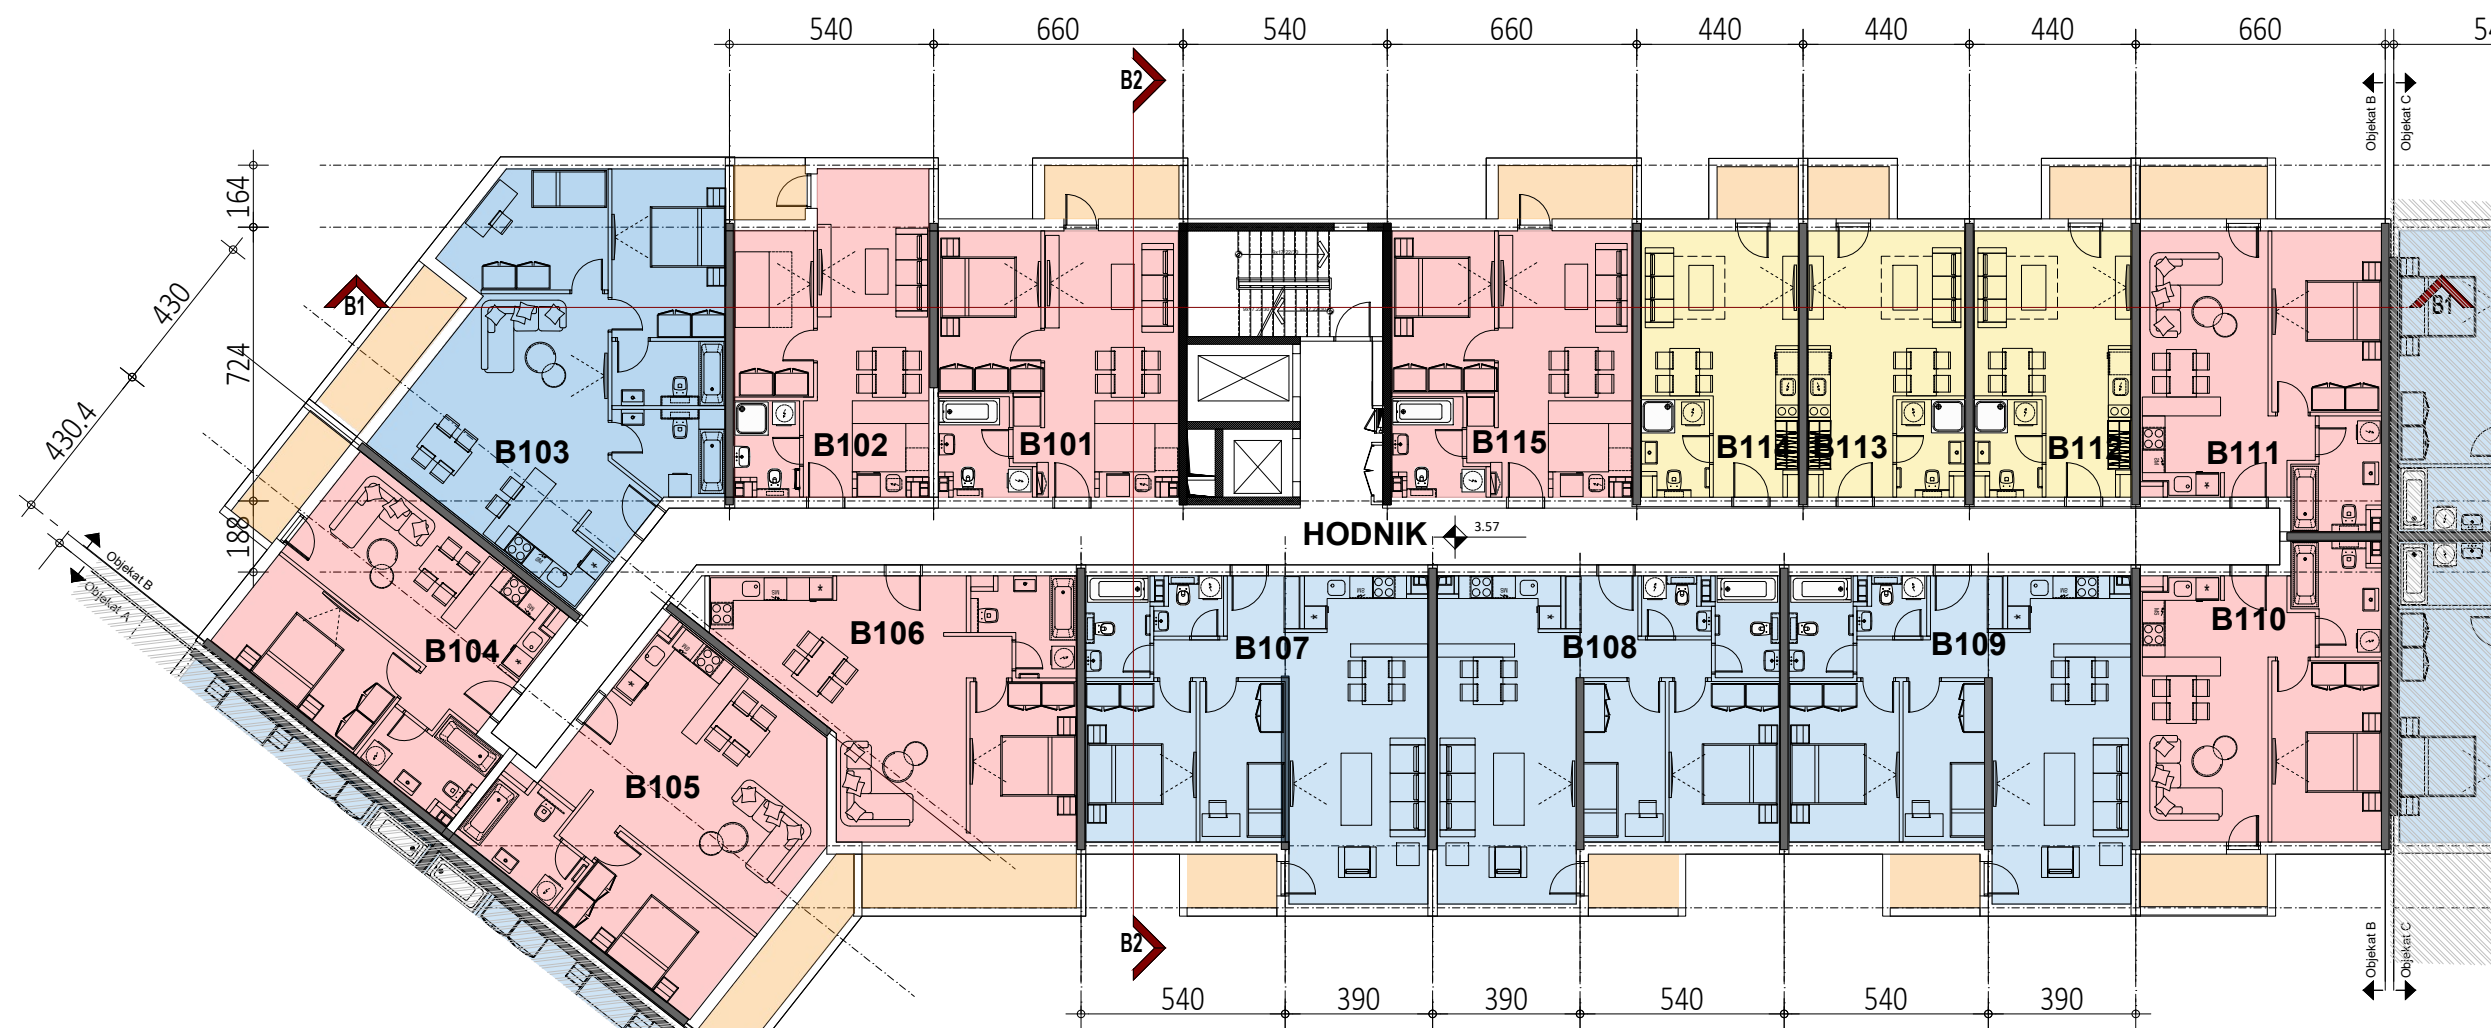 540 660 540 660 440 440 440 660
B2
Objekat B
Objekat C
164
430
724
430.4
188
B1
B1
B103
B102
B101
B115
B114
B113
B112
B111
HODNIK
3.57
Objekat B
Objekat A
B104
B105
B106
B107
B108
B109
B110
B2
Objekat B
Objekat C
540 390 390 540 540 390